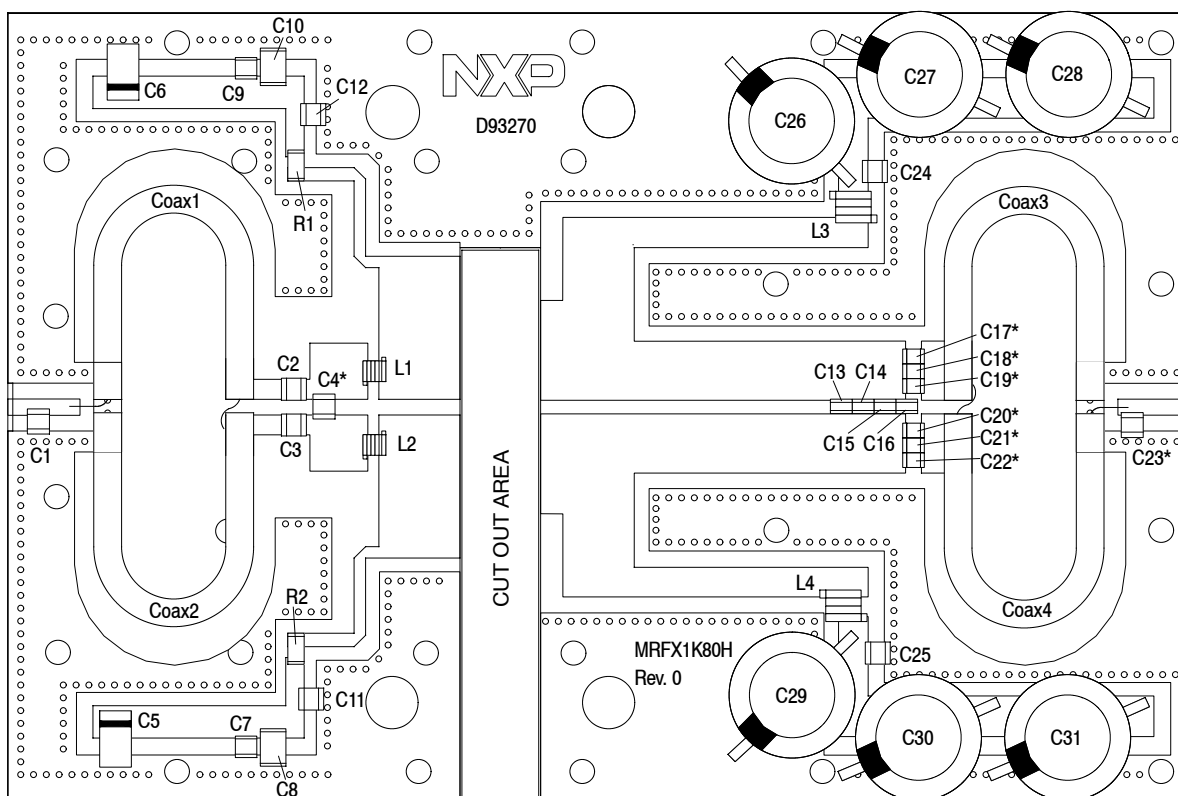 C10
C6
C9
C12
NXP
D93270
C26
C27
C28
C24
Coax1
R1
Coax3
L3
C2
C4*
L1
C17*
C18*
C19*
C13
C14
C1
C3
L2
C15
C16
C20*
C21*
C22*
C23*
CUT OUT AREA
Coax2
R2
L4
Coax4
MRFX1K80H
Rev. 0
C25
C5
C7
C11
C8
C29
C30
C31